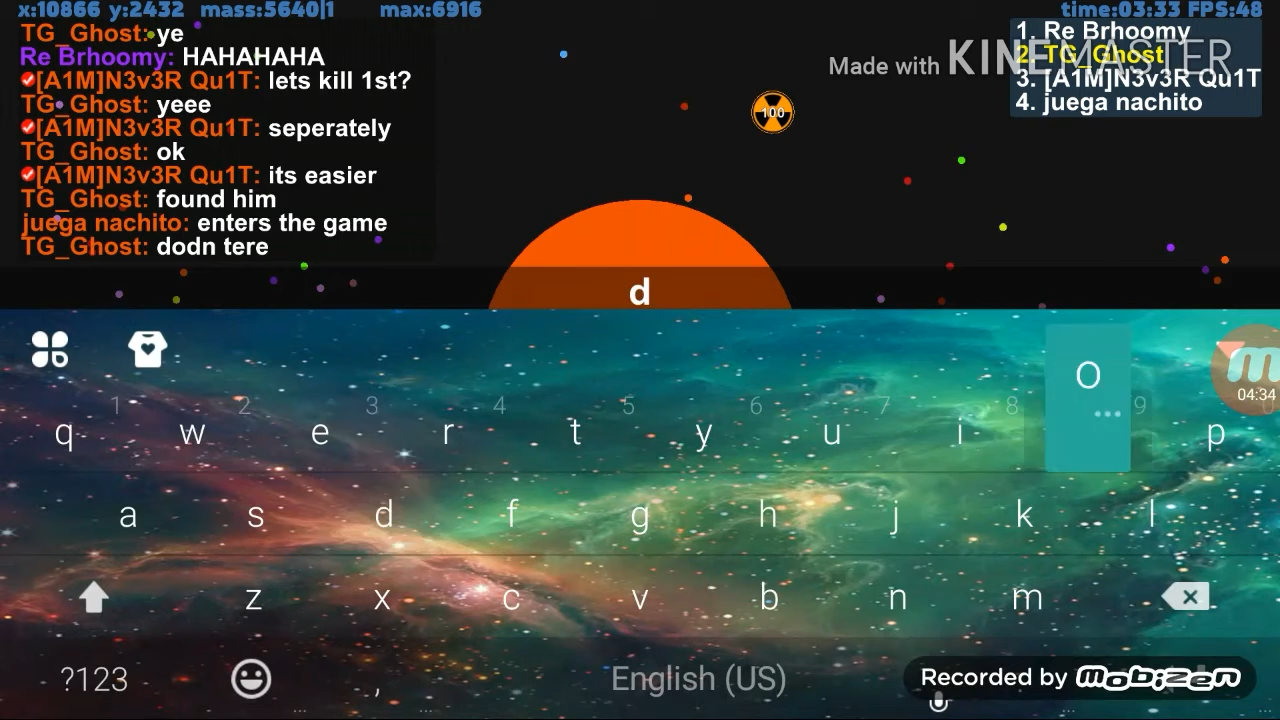 x:10866 y:2432 mass:5640|1 max:6916 time:03:33 FPS:48
TG_Ghost: ye
Re Brhoomy: HAHAHAHA
[A1M]N3v3R Qu1T: lets kill 1st?
TG_Ghost: yeee
[A1M]N3v3R Qu1T: seperately
TG_Ghost: ok
[A1M]N3v3R Qu1T: its easier
TG_Ghost: found him
juega nachito: enters the game
TG_Ghost: dodn tere
Made with KINEMASTER
1. Re Brhoomy
2. TG_Ghost
3. [A1M]N3v3R Qu1T
4. juega nachito
100
d
04:34
1 2 3 4 5 6 7 8 9 0
q w e r t y u i o p
a s d f g h j k l
z x c v b n m
?123 , English (US)
Recorded by mobizen